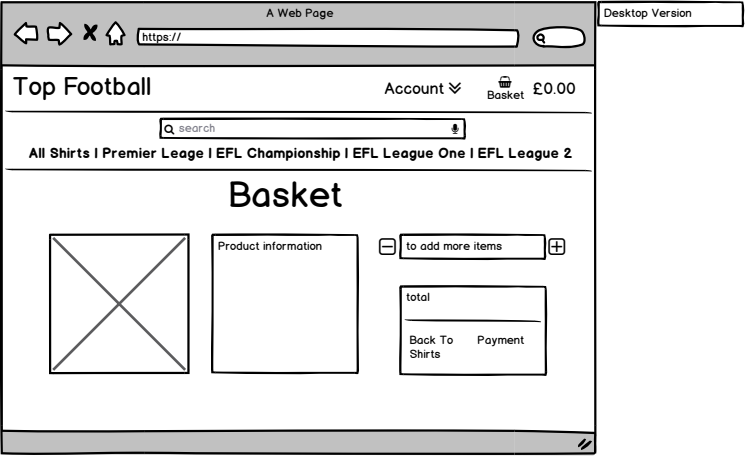 A Web Page
Desktop Version
https://
Top Football
Account
Basket
£0.00
search
All Shirts | Premier Leage | EFL Championship | EFL League One | EFL League 2
Basket
Product information
to add more items
total
Back To
Shirts
Payment